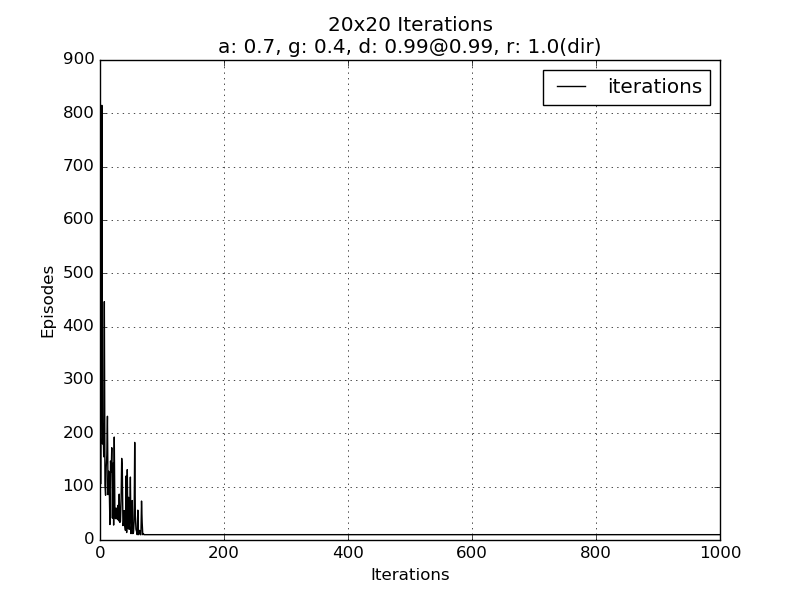 20x20 Iterations
a: 0.7, g: 0.4, d: 0.99@0.99, r: 1.0(dir)
iterations
900
800
700
600
500
400
300
200
100
0
Episodes
0 200 400 600 800 1000
Iterations